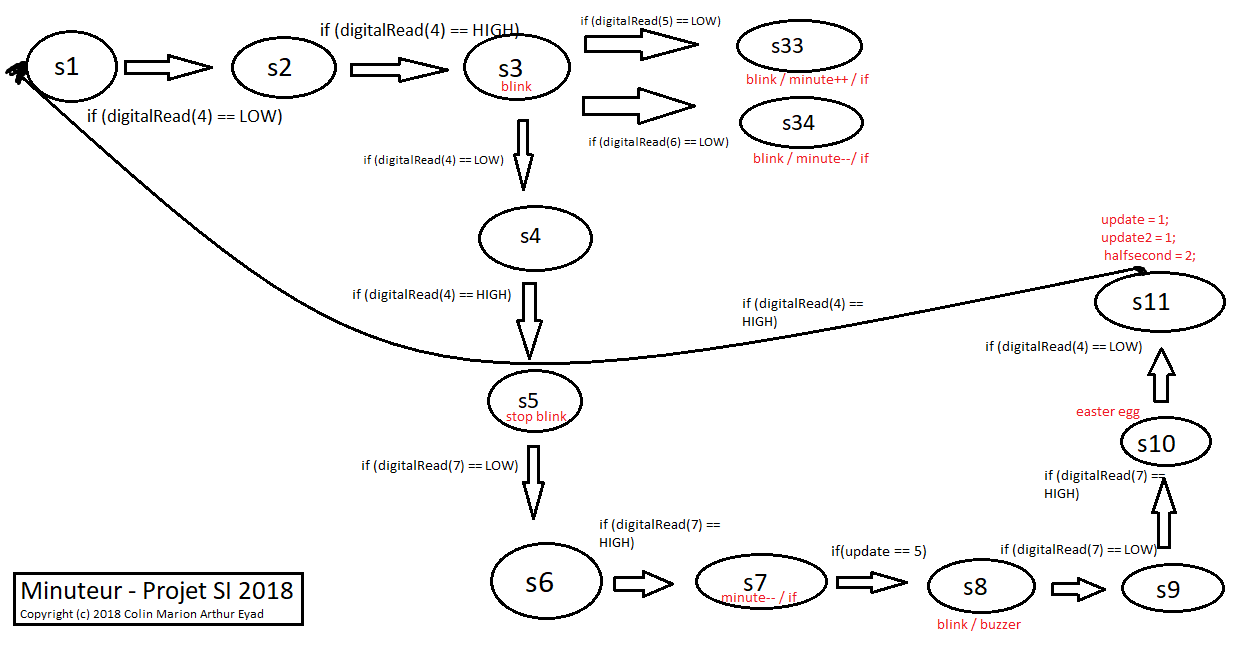 if (digitalRead(4) == HIGH)
if (digitalRead(5) == LOW)
s1
s2
s3
blink
s33
blink / minute++ / if
if (digitalRead(4) == LOW)
s34
if (digitalRead(6) == LOW)
blink / minute--/ if
if (digitalRead(4) == LOW)
s4
update = 1;
update2 = 1;
halfsecond = 2;
if (digitalRead(4) == HIGH)
if (digitalRead(4) ==
HIGH)
s11
if (digitalRead(4) == LOW)
s5
stop blink
easter egg
s10
if (digitalRead(7) == LOW)
if (digitalRead(7) ==
HIGH)
if (digitalRead(7) ==
HIGH)
if(update == 5)
if (digitalRead(7) == LOW)
s6
s7
minute-- / if
s8
s9
blink / buzzer
Minuteur - Projet SI 2018
Copyright (c) 2018 Colin Marion Arthur Eyad